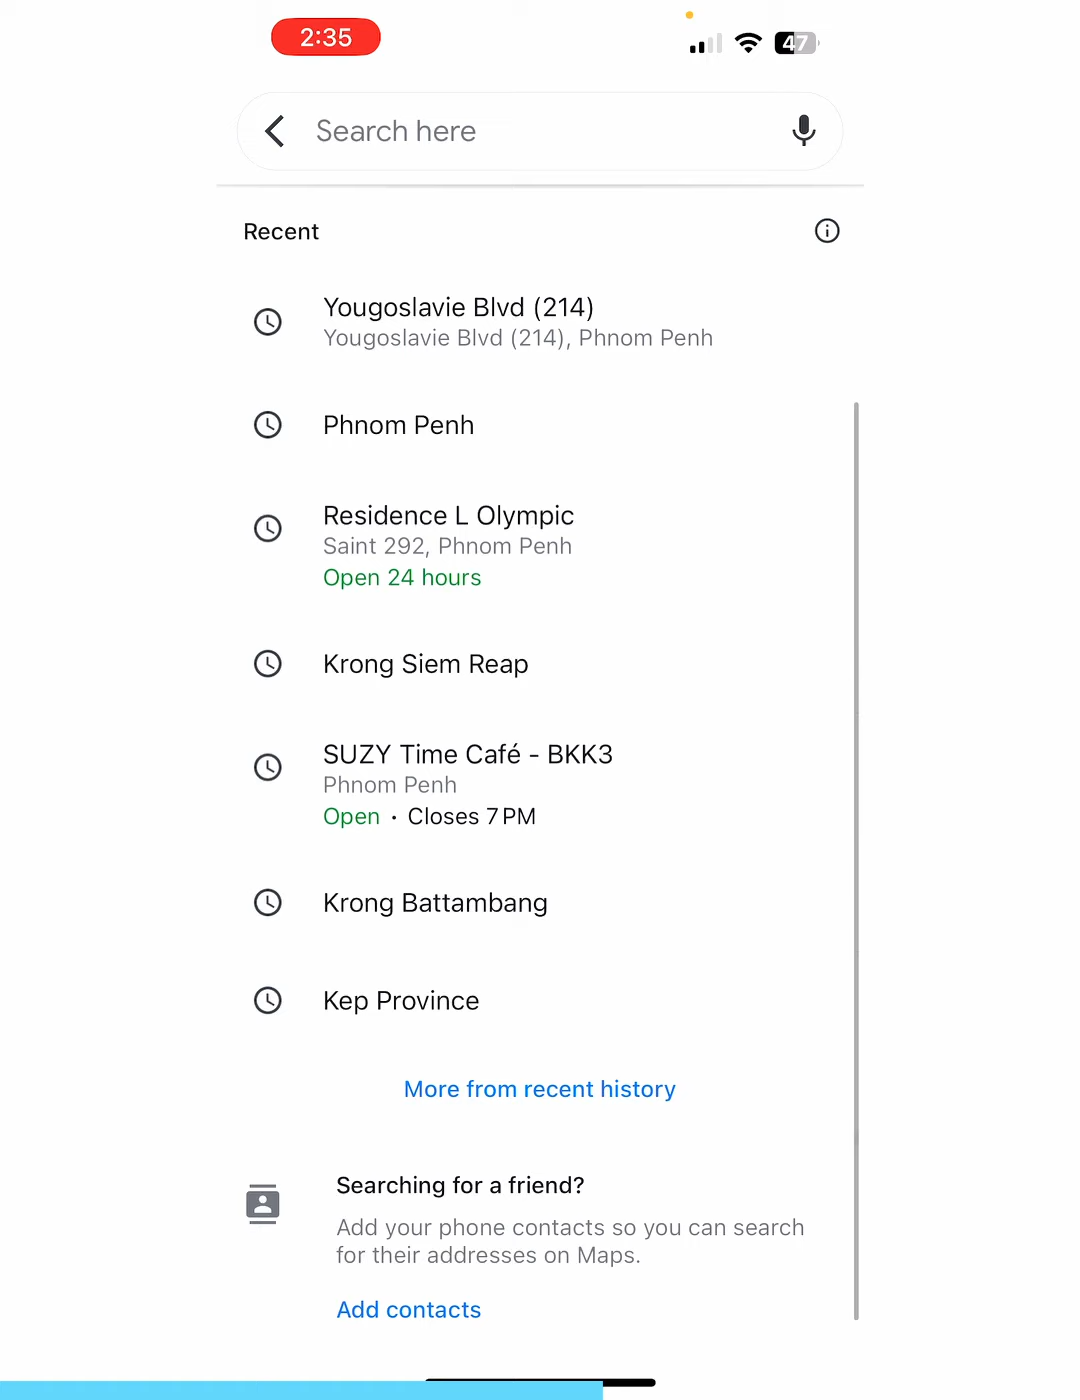 2:35
47
Search here
Recent
Yougoslavie Blvd (214)
Yougoslavie Blvd (214), Phnom Penh
Phnom Penh
Residence L Olympic
Saint 292, Phnom Penh
Open 24 hours
Krong Siem Reap
SUZY Time Café - BKK3
Phnom Penh
Open · Closes 7 PM
Krong Battambang
Kep Province
More from recent history
Searching for a friend?
Add your phone contacts so you can search
for their addresses on Maps.
Add contacts